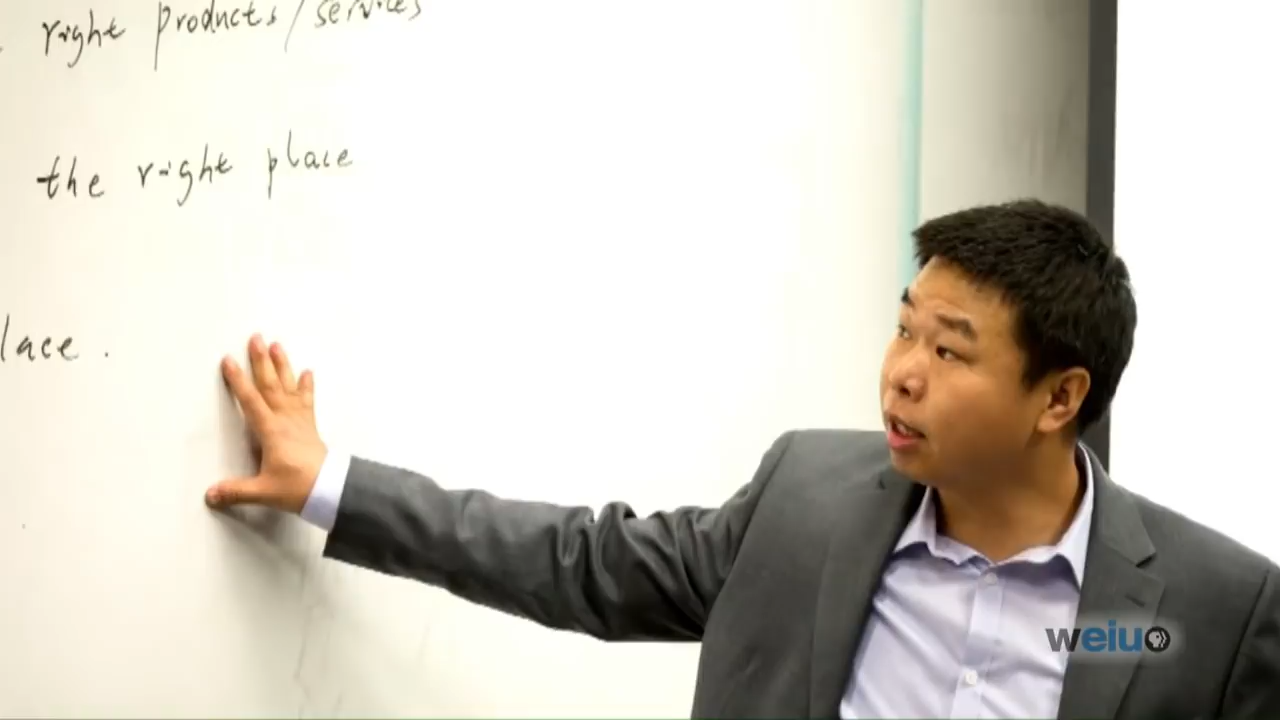 right products/services
the right place
lace.
weiu